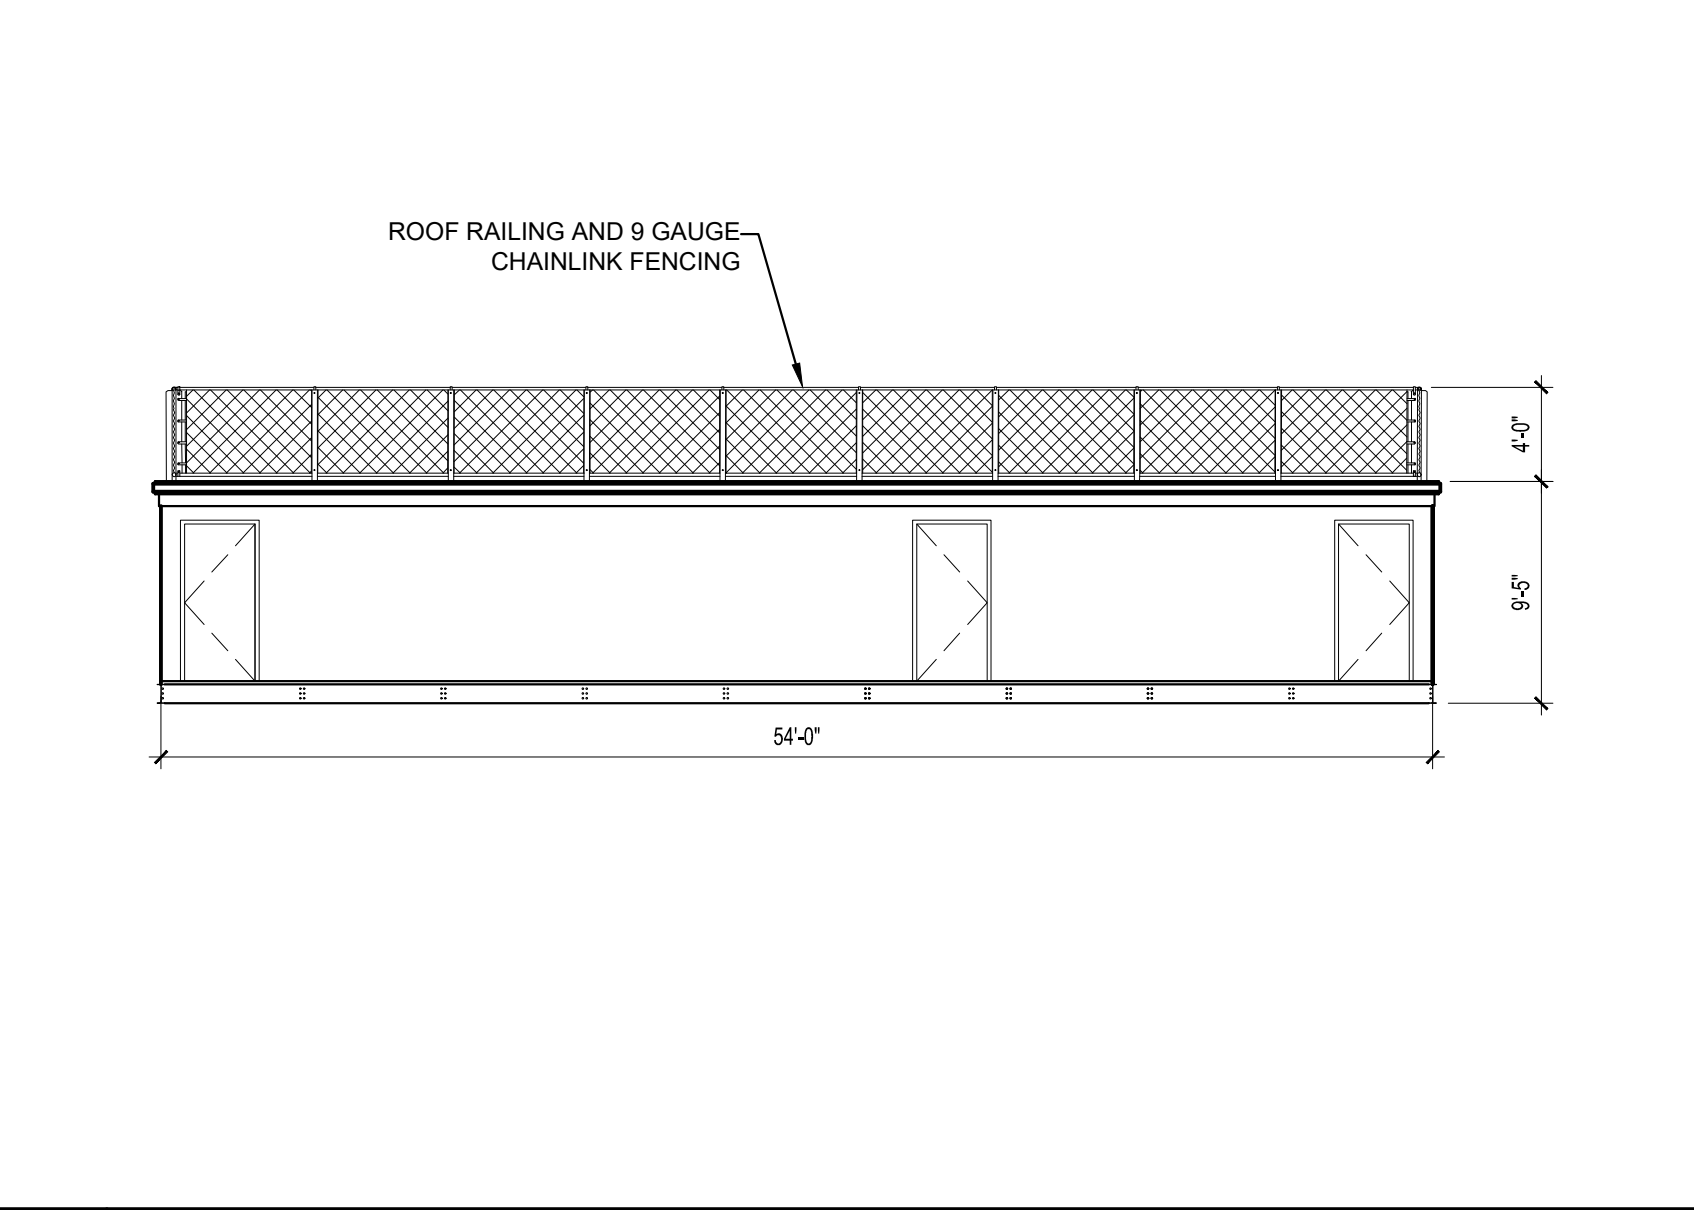 ROOF RAILING AND 9 GAUGE
CHAINLINK FENCING
4'-0"
9'-5"
54'-0"